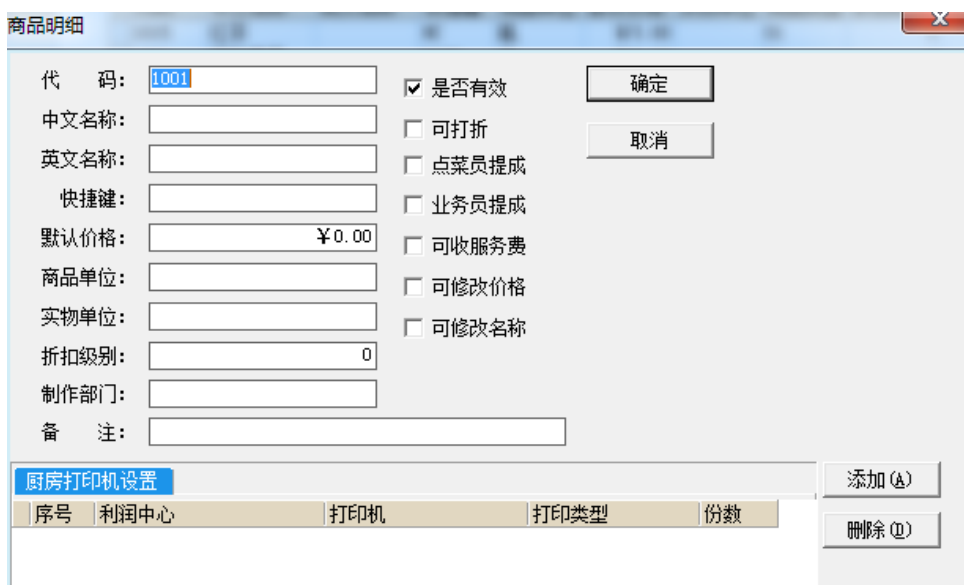 商品明细
代 码： 1001
是否有效
确定
中文名称：
可打折
取消
英文名称：
点菜员提成
快捷键：
业务员提成
默认价格： ￥0.00
可收服务费
商品单位：
可修改价格
实物单位：
可修改名称
折扣级别： 0
制作部门：
备 注：
厨房打印机设置
添加(A)
序号 利润中心 打印机 打印类型 份数
删除(D)